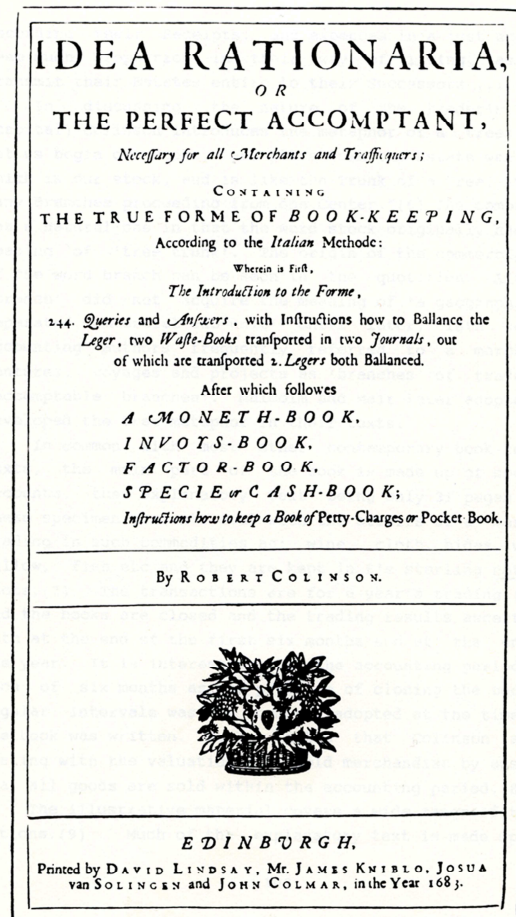 IDEA RATIONARIA,
OR
THE PERFECT ACCOMPTANT,
Neceſſary for all Merchants and Traffiquers;
CONTAINING
THE TRUE FORME OF BOOK-KEEPING,
According to the Italian Methode:
Wherein is Firſt,
The Introduction to the Forme,
244. Queries and Anſwers, with Inſtructions how to Ballance the
Leger, two Waſte-Books tranſported in two Journals, out
of which are tranſported 2. Legers both Ballanced.
After which followes
A MONETH-BOOK,
INVOYS-BOOK,
FACTOR-BOOK,
SPECIE or CASH-BOOK;
Inſtructions how to keep a Book of Petty-Charges or Pocket-Book.
By ROBERT COLINSON.
EDINBVRGH,
Printed by DAVID LINDSAY, Mr. JAMES KNIBLO, JOSUA
van SOLINGEN and JOHN COLMAR, in the Year 1683.